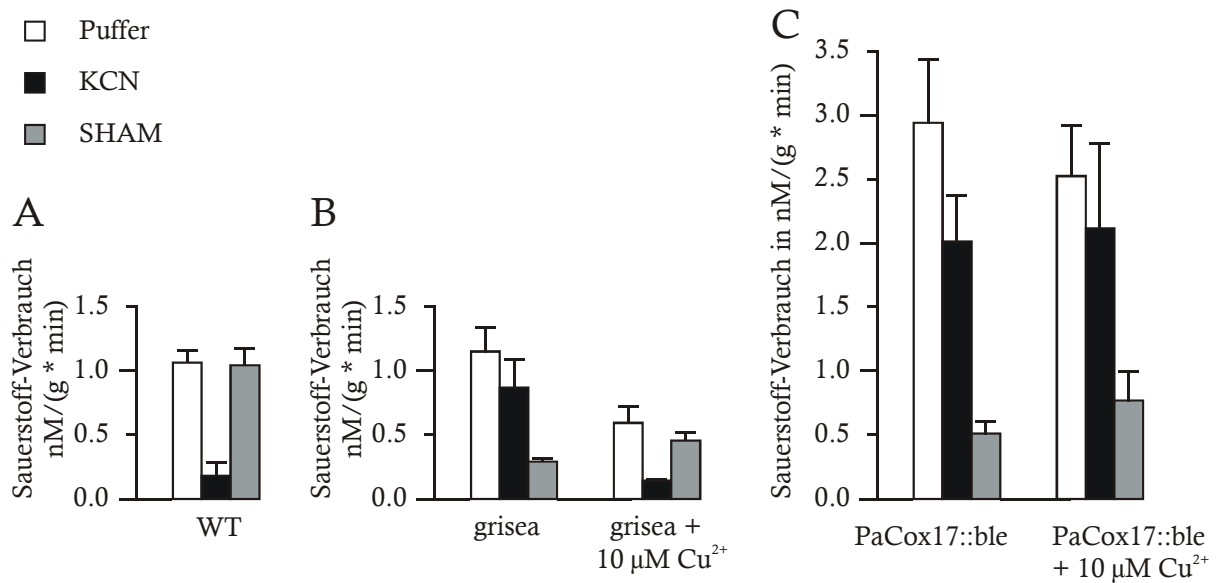 Puffer
KCN
SHAM
A
Sauerstoff-Verbrauch
nM/(g * min)
1.5
1.0
0.5
0.0
WT
B
Sauerstoff-Verbrauch
nM/(g * min)
1.5
1.0
0.5
0.0
grisea
grisea +
10 µM Cu²⁺
C
Sauerstoff-Verbrauch in nM/(g * min)
3.5
3.0
2.5
2.0
1.5
1.0
0.5
0.0
PaCox17::ble
PaCox17::ble
+ 10 µM Cu²⁺